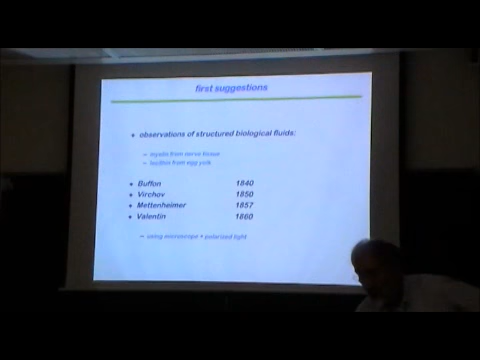 first suggestions
• observations of structured biological fluids:
– myelin from nerve tissue
– lecithin from egg yolk
• Buffon 1840
• Virchov 1850
• Mettenheimer 1857
• Valentin 1860
– using microscope + polarized light